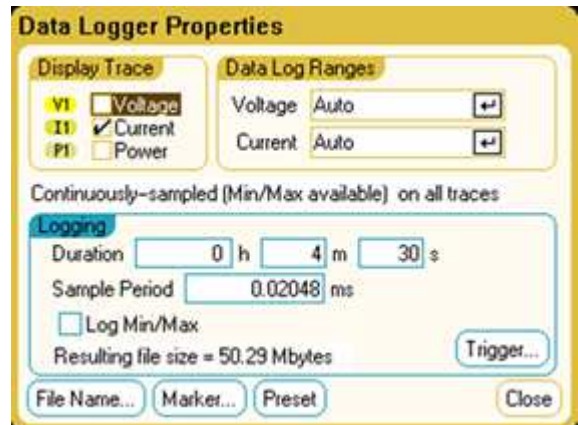 Data Logger Properties
Display Trace
V1 Voltage
I1 Current
P1 Power
Data Log Ranges
Voltage Auto
Current Auto
Continuously-sampled (Min/Max available) on all traces
Logging
Duration 0 h 4 m 30 s
Sample Period 0.02048 ms
Log Min/Max
Resulting file size = 50.29 Mbytes
Trigger...
File Name... Marker... Preset Close